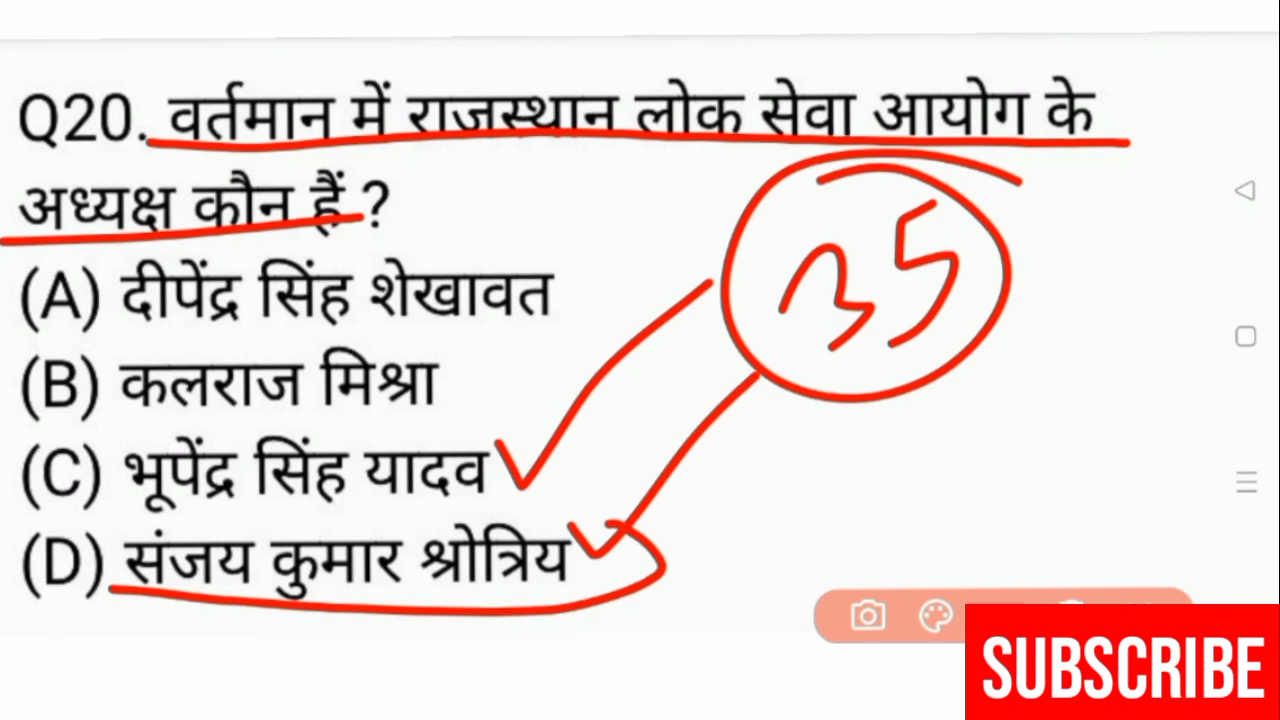 Q20. वर्तमान में राजस्थान लोक सेवा आयोग के
अध्यक्ष कौन हैं ?
35
(A) दीपेंद्र सिंह शेखावत
(B) कलराज मिश्रा
(C) भूपेंद्र सिंह यादव
(D) संजय कुमार श्रोत्रिय
SUBSCRIBE